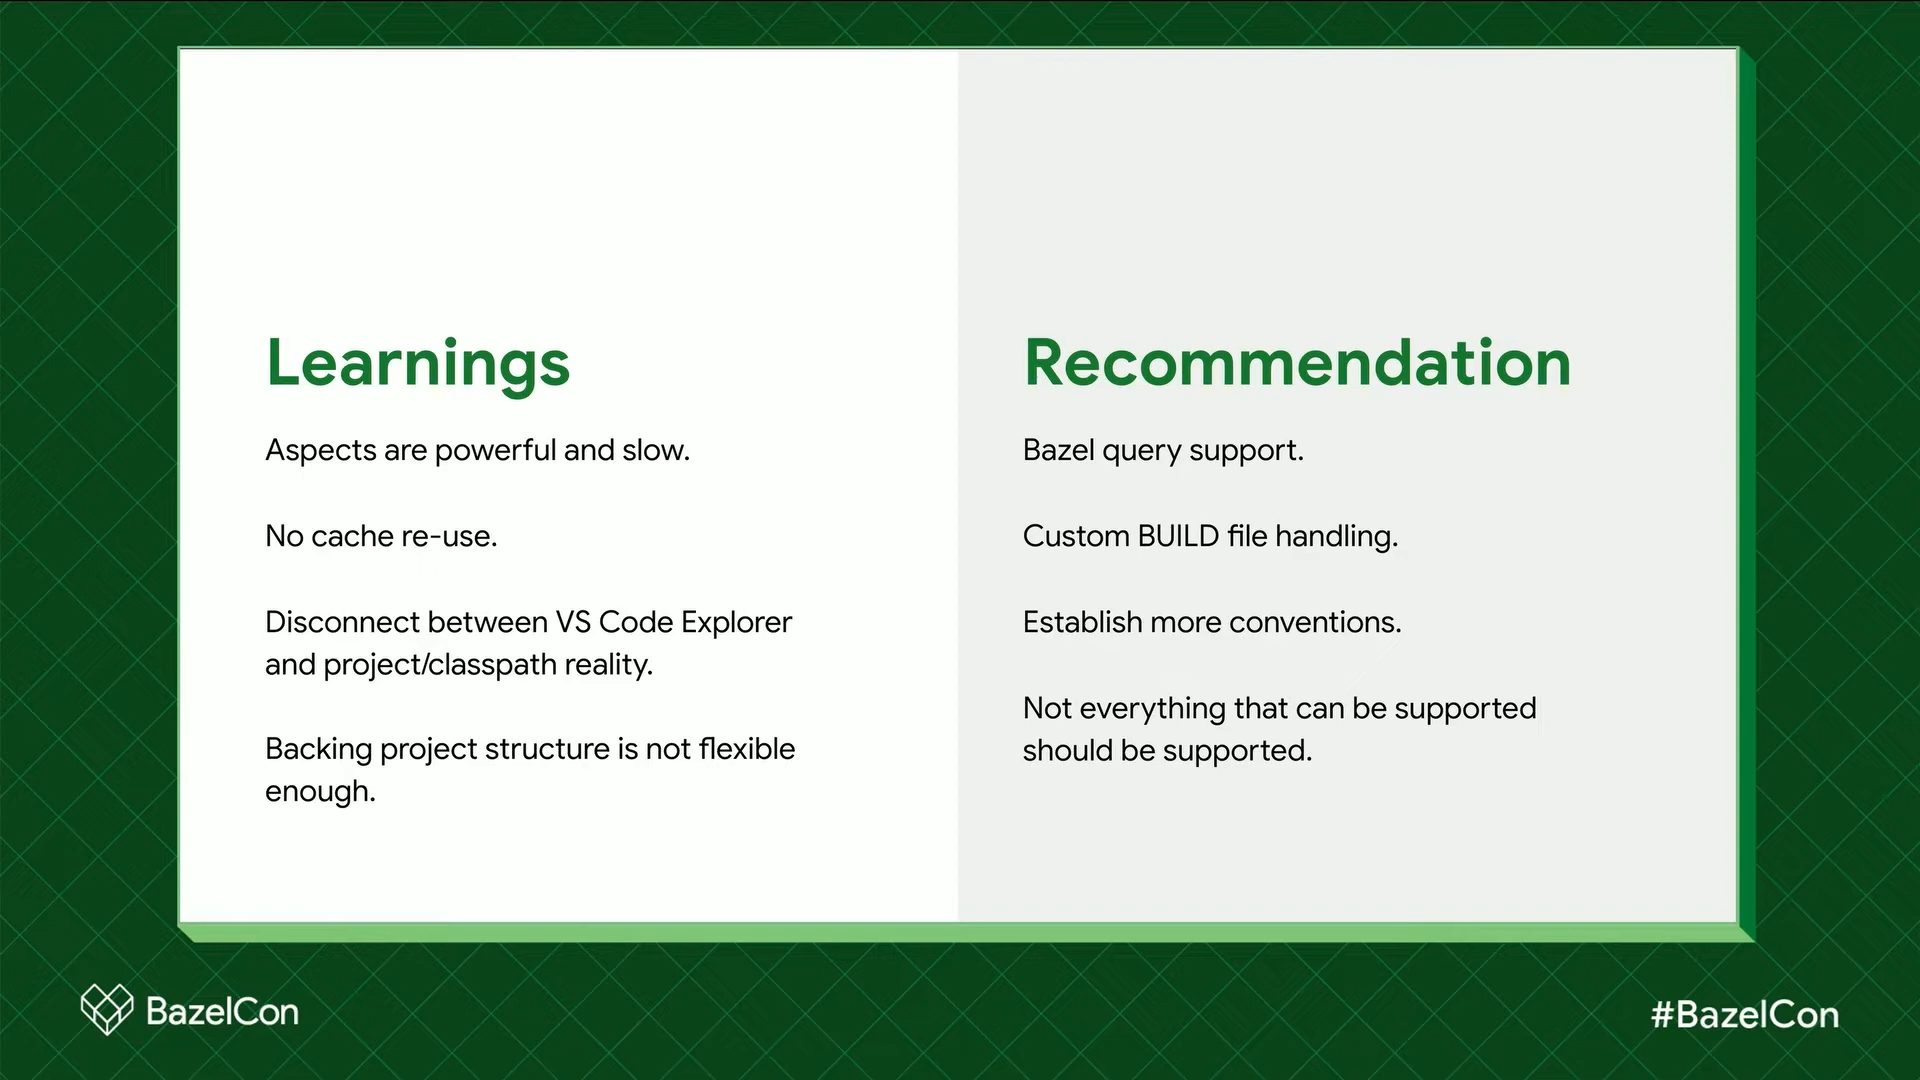 Learnings
Aspects are powerful and slow.
No cache re-use.
Disconnect between VS Code Explorer
and project/classpath reality.
Backing project structure is not flexible
enough.
Recommendation
Bazel query support.
Custom BUILD file handling.
Establish more conventions.
Not everything that can be supported
should be supported.
BazelCon
#BazelCon